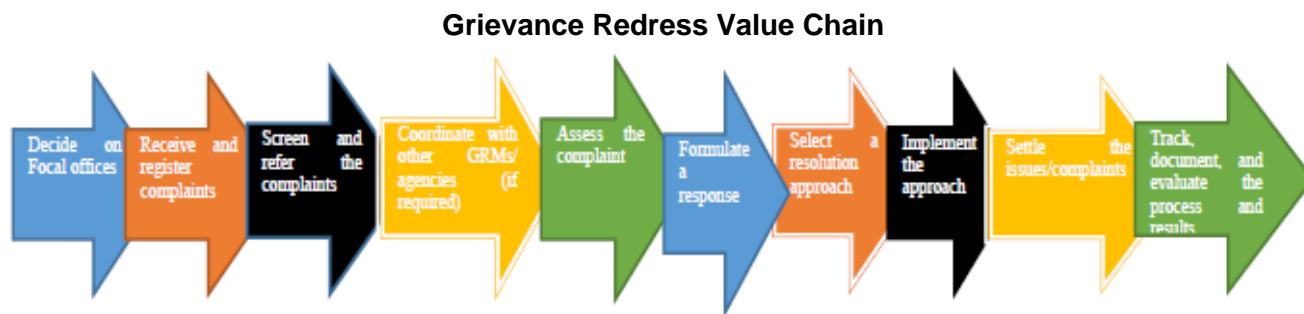 Grievance Redress Value Chain
Decide on
Focal offices
Receive and
register
complaints
Screen and
refer the
complaints
Coordinate with
other GRMs/
agencies (if
required)
Assess the
complaint
Formulate
a
response
Select a
resolution
approach
Implement
the
approach
Settle the
issues/complaints
Track,
document, and
evaluate the
process and
results